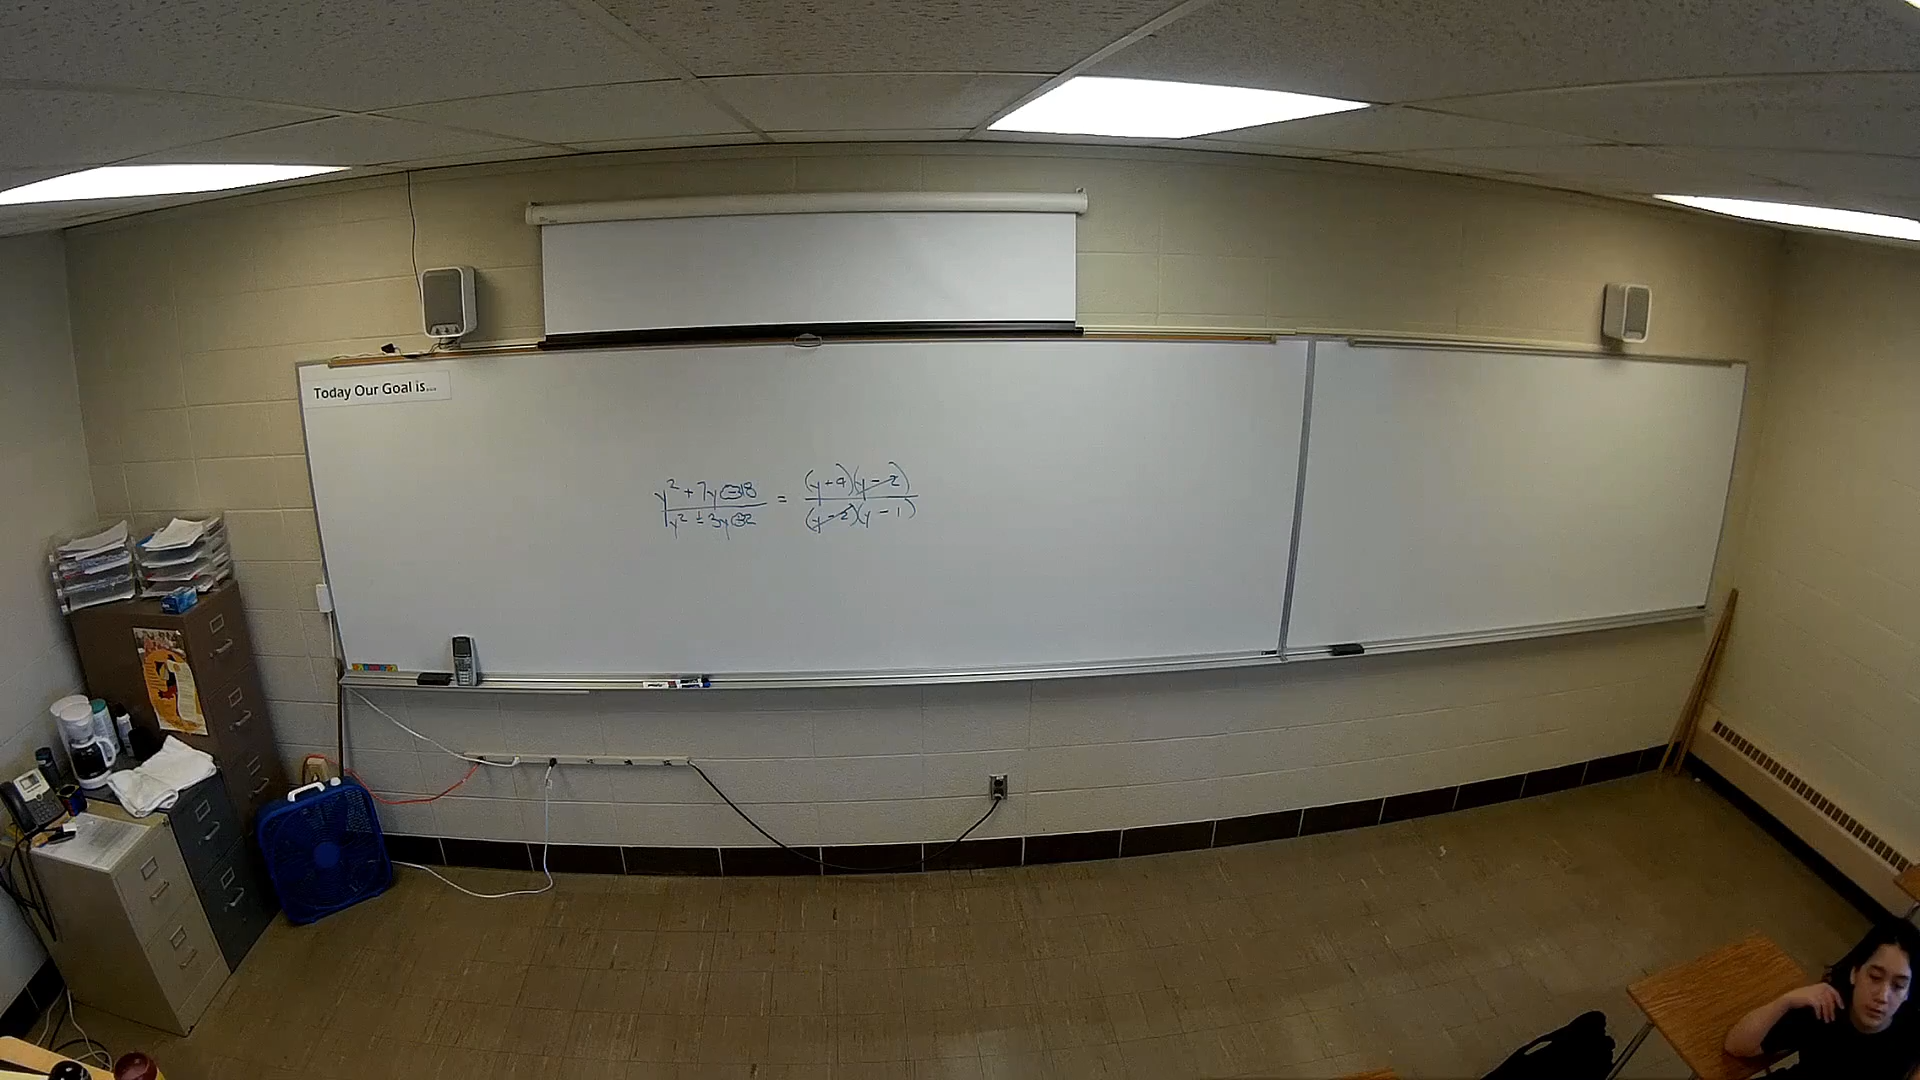 Today Our Goal is...
y² + 7y - 18 = (y+9)(y-2)
y² ± 3y ⊕ 2   (y-2)(y-1)